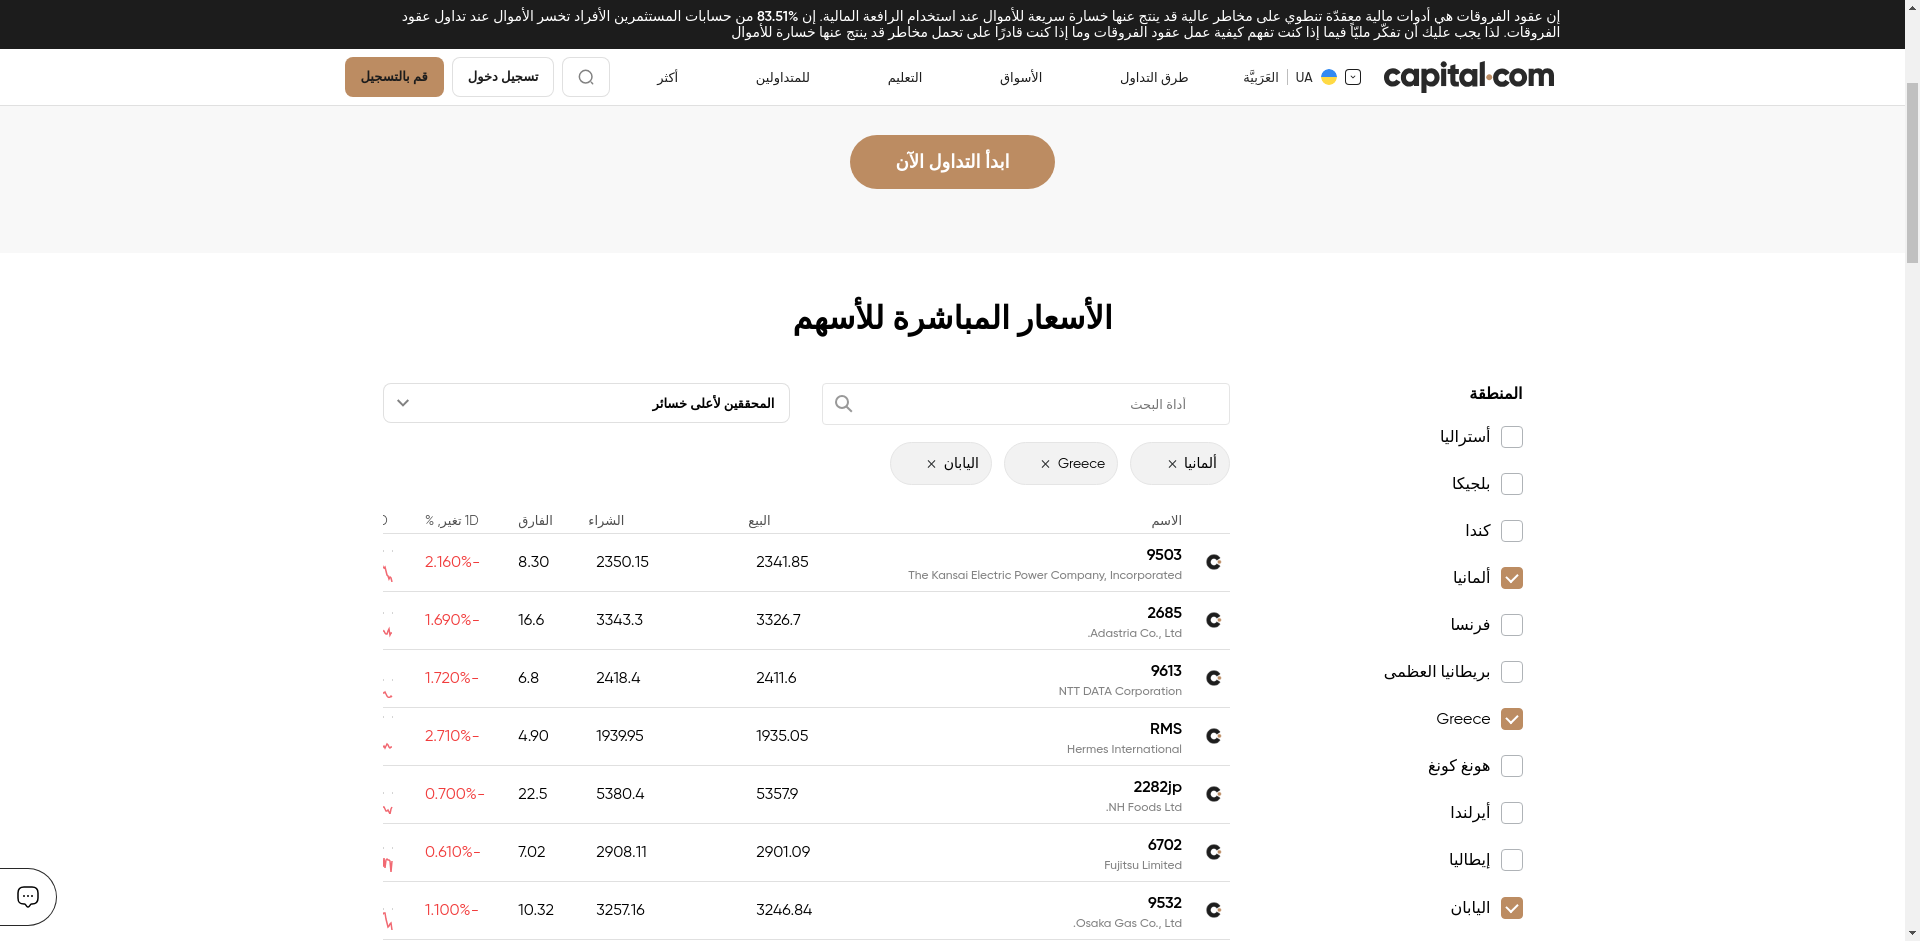 إن عقود الفروقات هي أدوات مالية معقدّة تنطوي على مخاطر عالية قد ينتج عنها خسارة سريعة للأموال عند استخدام الرافعة المالية. إن 83.51% من حسابات المستثمرين الأفراد تخسر الأموال عند تداول عقود
الفروقات. لذا يجب عليك أن تفكّر مليّاً فيما إذا كنت تفهم كيفية عمل عقود الفروقات وما إذا كنت قادرًا على تحمل مخاطر قد ينتج عنها خسارة للأموال
capital.com UA العَرَبِيَّة طرق التداول الأسواق التعليم للمتداولين أكثر تسجيل دخول قم بالتسجيل
ابدأ التداول الآن
الأسعار المباشرة للأسهم
المنطقة
أستراليا
بلجيكا
كندا
ألمانيا
فرنسا
بريطانيا العظمى
Greece
هونغ كونغ
أيرلندا
إيطاليا
اليابان
أداة البحث
المحققين لأعلى خسائر
ألمانيا ×
Greece ×
اليابان ×
الاسم البيع الشراء الفارق 1D تغير, %
9503 2341.85 2350.15 8.30 -2.160%
The Kansai Electric Power Company, Incorporated
2685 3326.7 3343.3 16.6 -1.690%
Adastria Co., Ltd.
9613 2411.6 2418.4 6.8 -1.720%
NTT DATA Corporation
RMS 1935.05 1939.95 4.90 -2.710%
Hermes International
2282jp 5357.9 5380.4 22.5 -0.700%
NH Foods Ltd.
6702 2901.09 2908.11 7.02 -0.610%
Fujitsu Limited
9532 3246.84 3257.16 10.32 -1.100%
Osaka Gas Co., Ltd.